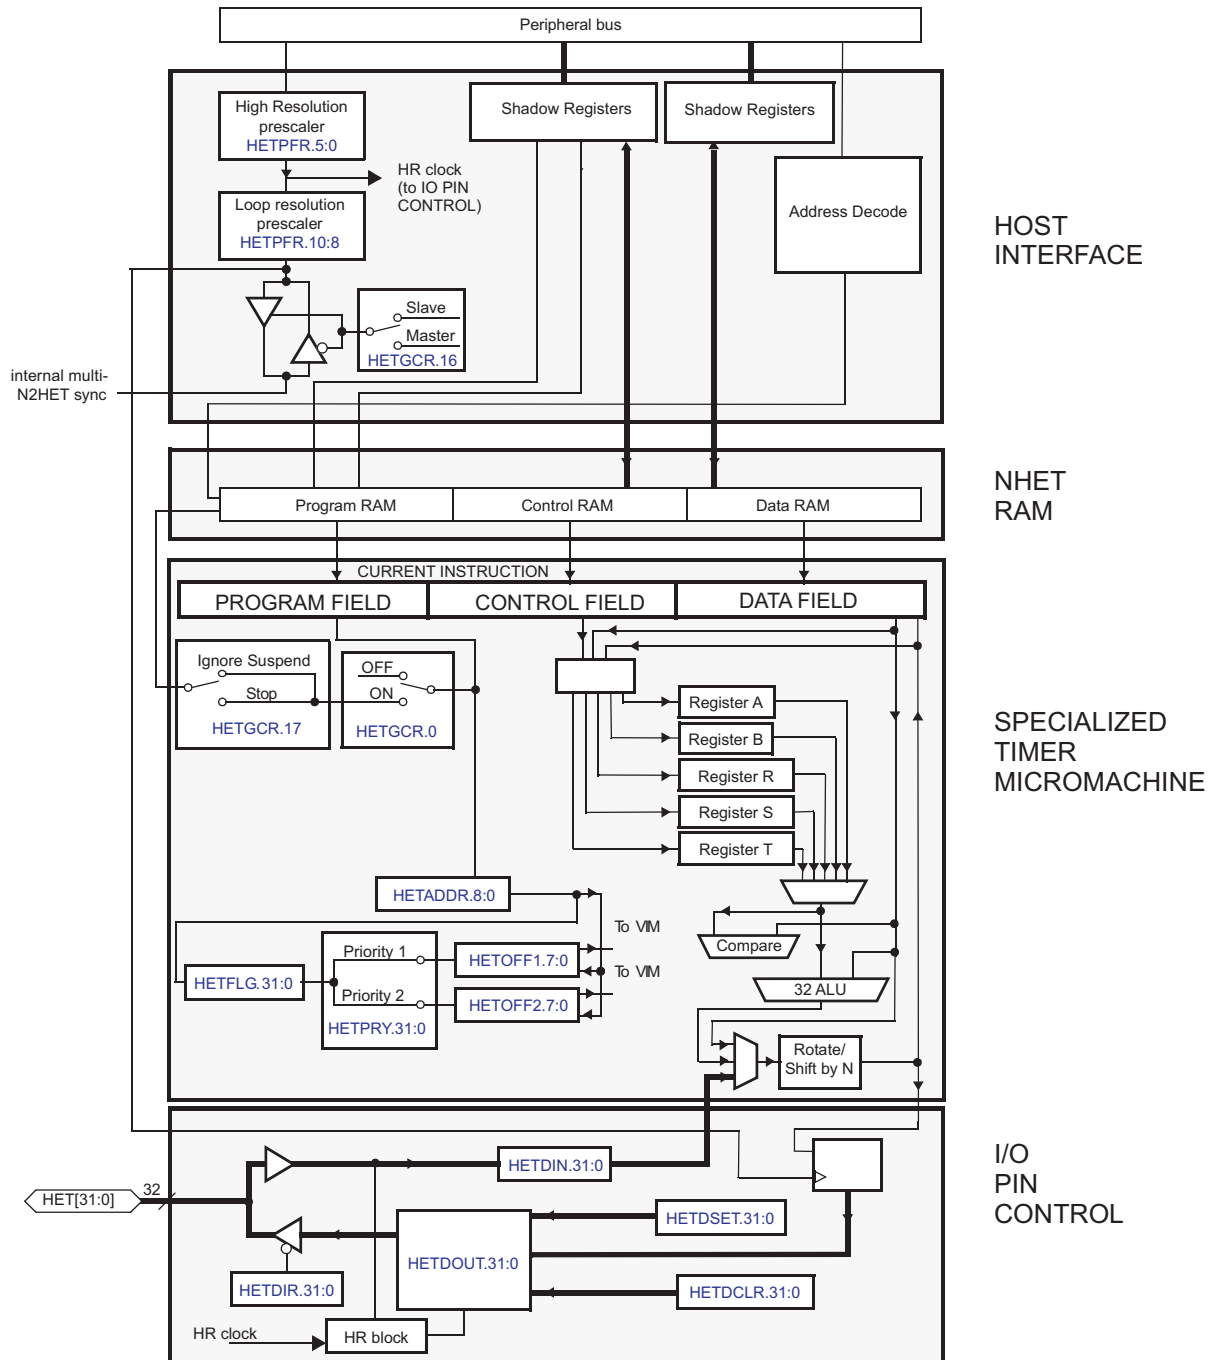 Peripheral bus
High Resolution
prescaler
HETPFR.5:0
Shadow Registers
Shadow Registers
HR clock
(to IO PIN
CONTROL)
Loop resolution
prescaler
HETPFR.10:8
Address Decode
HOST
INTERFACE
Slave
Master
HETGCR.16
internal multi-
N2HET sync
NHET
RAM
Program RAM
Control RAM
Data RAM
CURRENT INSTRUCTION
PROGRAM FIELD
CONTROL FIELD
DATA FIELD
Ignore Suspend
Stop
HETGCR.17
OFF
ON
HETGCR.0
Register A
Register B
Register R
Register S
Register T
SPECIALIZED
TIMER
MICROMACHINE
HETADDR.8:0
To VIM
Compare
Priority 1
HETOFF1.7:0
To VIM
HETFLG.31:0
Priority 2
HETOFF2.7:0
HETPRY.31:0
32 ALU
Rotate/
Shift by N
I/O
PIN
CONTROL
HETDIN.31:0
HET[31:0]
32
HETDSET.31:0
HETDOUT.31:0
HETDIR.31:0
HETDCLR.31:0
HR clock
HR block